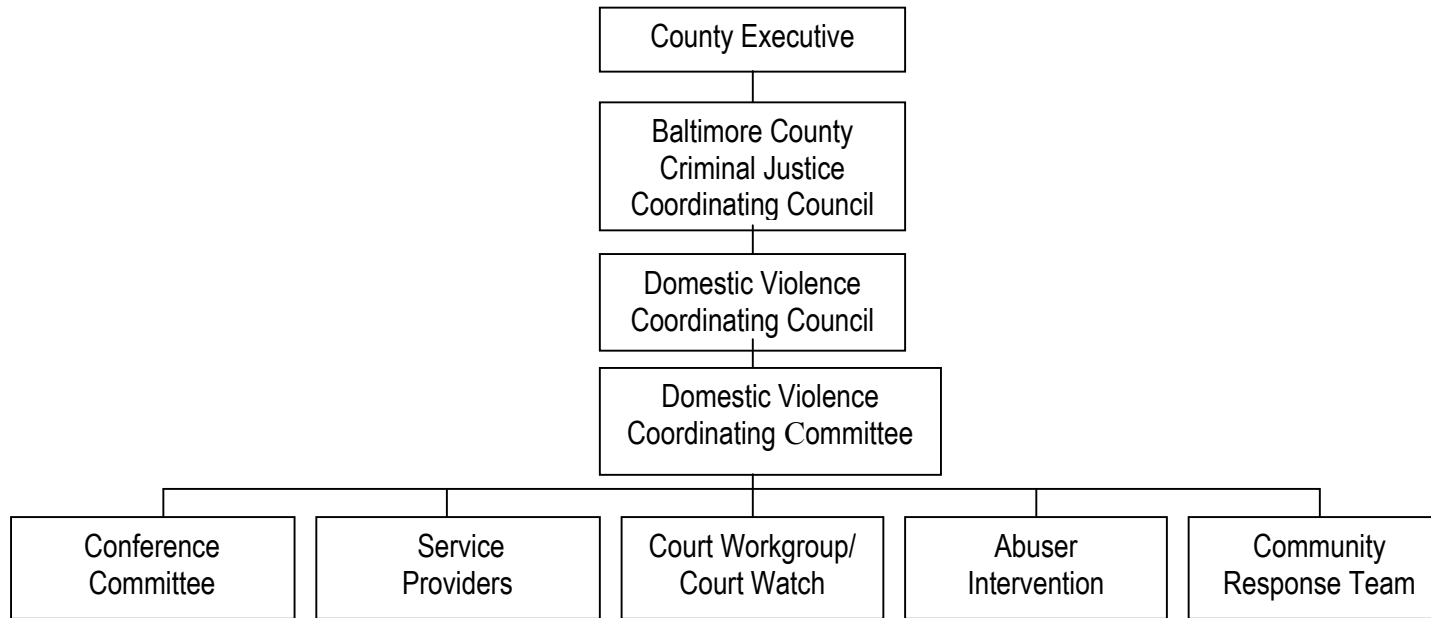 County Executive
Baltimore County
Criminal Justice
Coordinating Council
Domestic Violence
Coordinating Council
Domestic Violence
Coordinating Committee
Conference
Committee
Service
Providers
Court Workgroup/
Court Watch
Abuser
Intervention
Community
Response Team